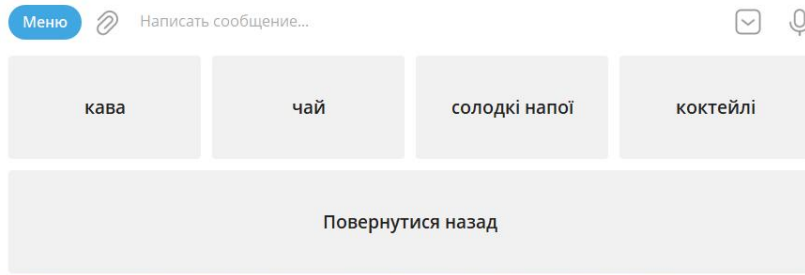 Меню Написать сообщение...
кава чай солодкі напої коктейлі
Повернутися назад